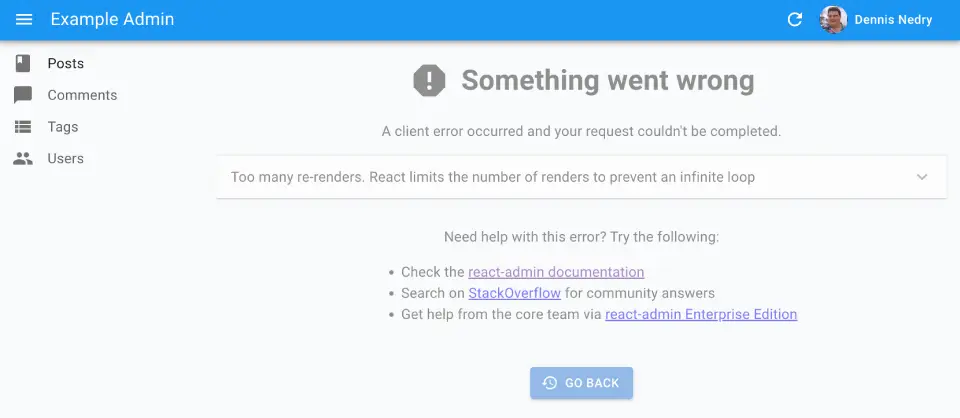 Example Admin
Dennis Nedry
Posts
Comments
Tags
Users
Something went wrong
A client error occurred and your request couldn't be completed.
Too many re-renders. React limits the number of renders to prevent an infinite loop
Need help with this error? Try the following:
Check the react-admin documentation
Search on StackOverflow for community answers
Get help from the core team via react-admin Enterprise Edition
GO BACK